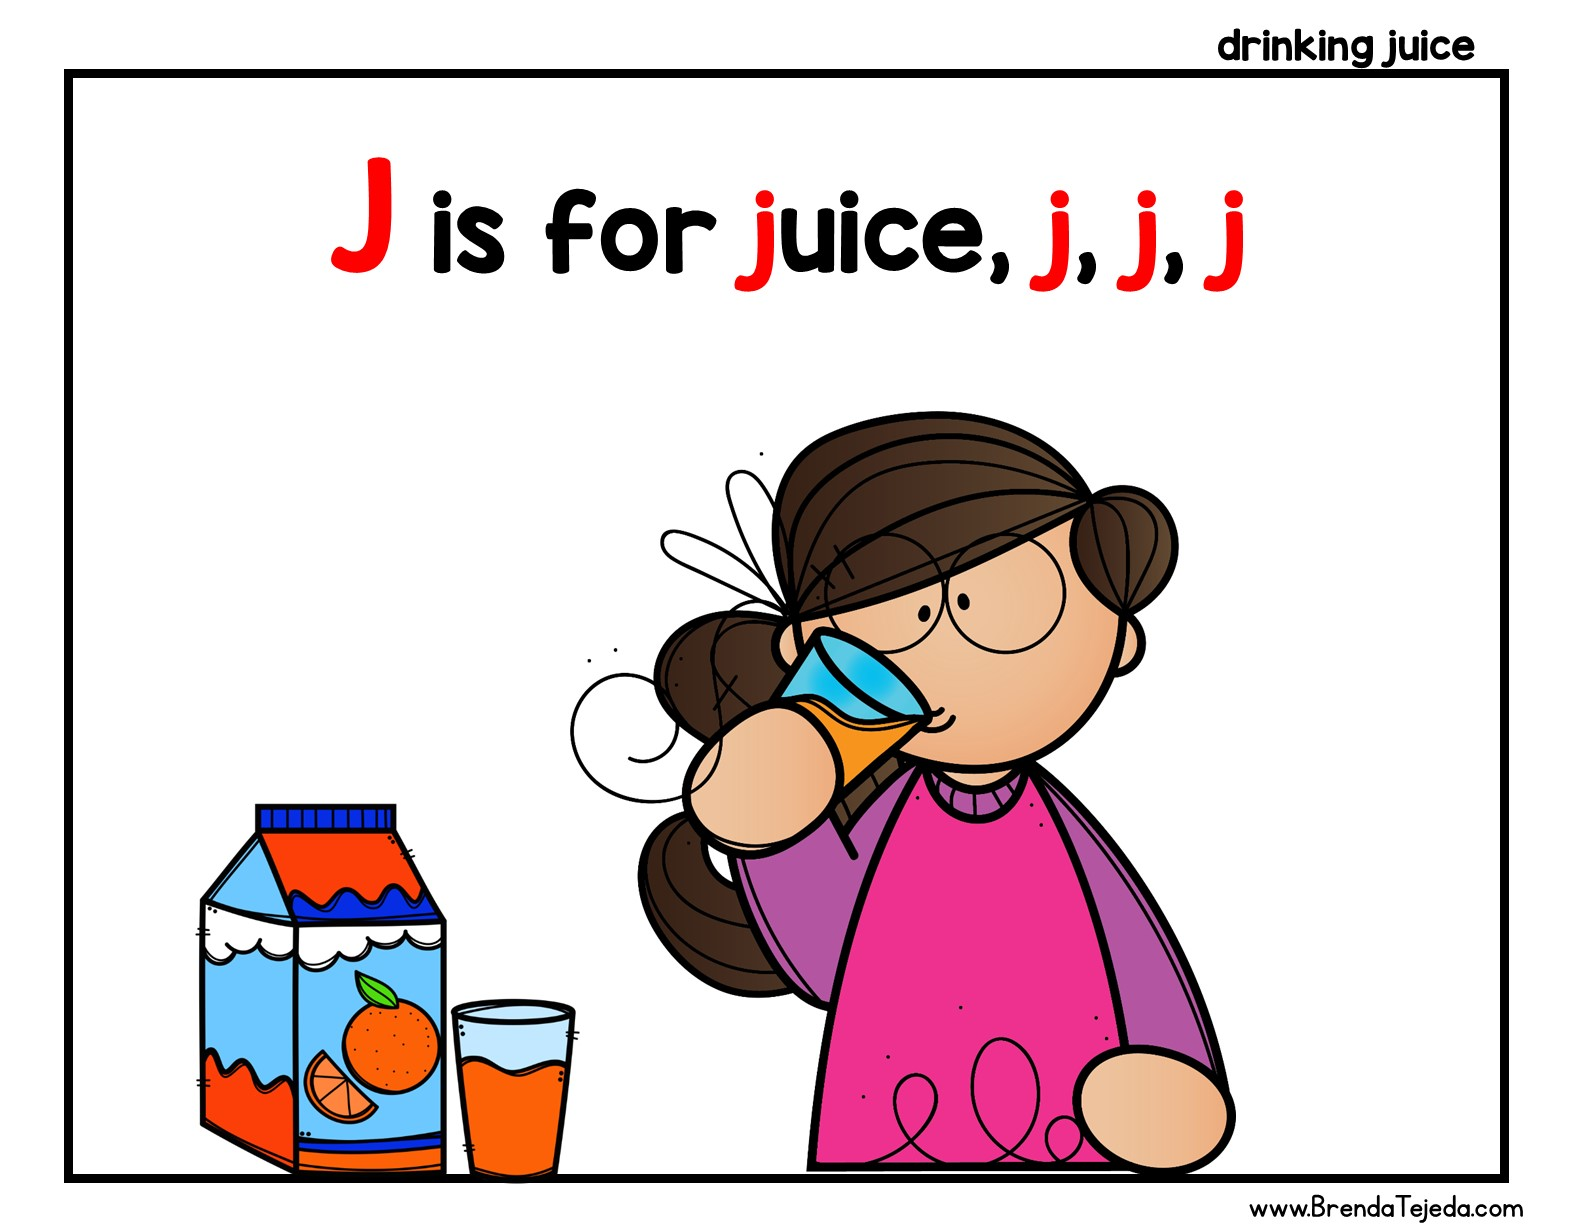 drinking juice
J is for juice, j, j, j
www.BrendaTejeda.com